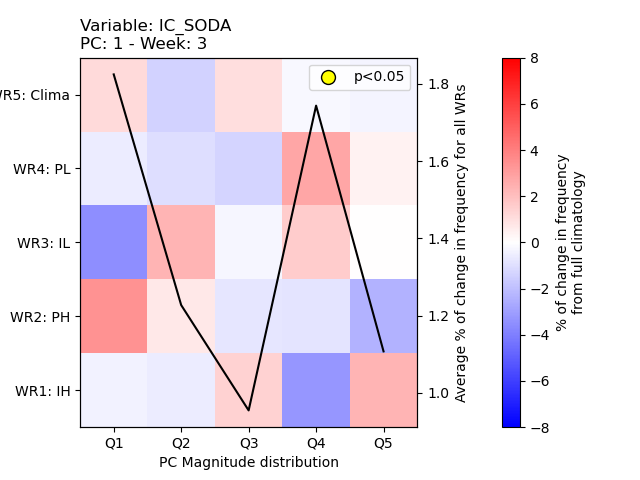 Variable: IC_SODA
PC: 1 - Week: 3
p<0.05
WR5: Clima
WR4: PL
WR3: IL
WR2: PH
WR1: IH
Q1 Q2 Q3 Q4 Q5
PC Magnitude distribution
1.8
1.6
1.4
1.2
1.0
Average % of change in frequency for all WRs
8
6
4
2
0
−2
−4
−6
−8
% of change in frequency
from full climatology